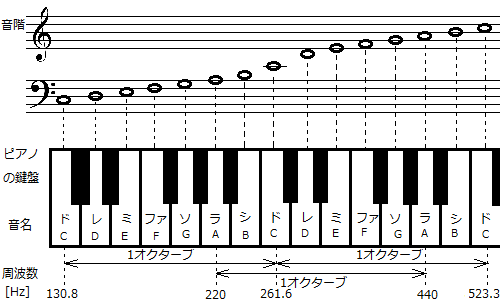 音階
ピアノ
の鍵盤
音名
ド レ ミ ファ ソ ラ シ ド レ ミ ファ ソ ラ シ ド
C D E F G A B C D E F G A B C
1オクターブ 1オクターブ
1オクターブ
周波数
[Hz] 130.8 220 261.6 440 523.3